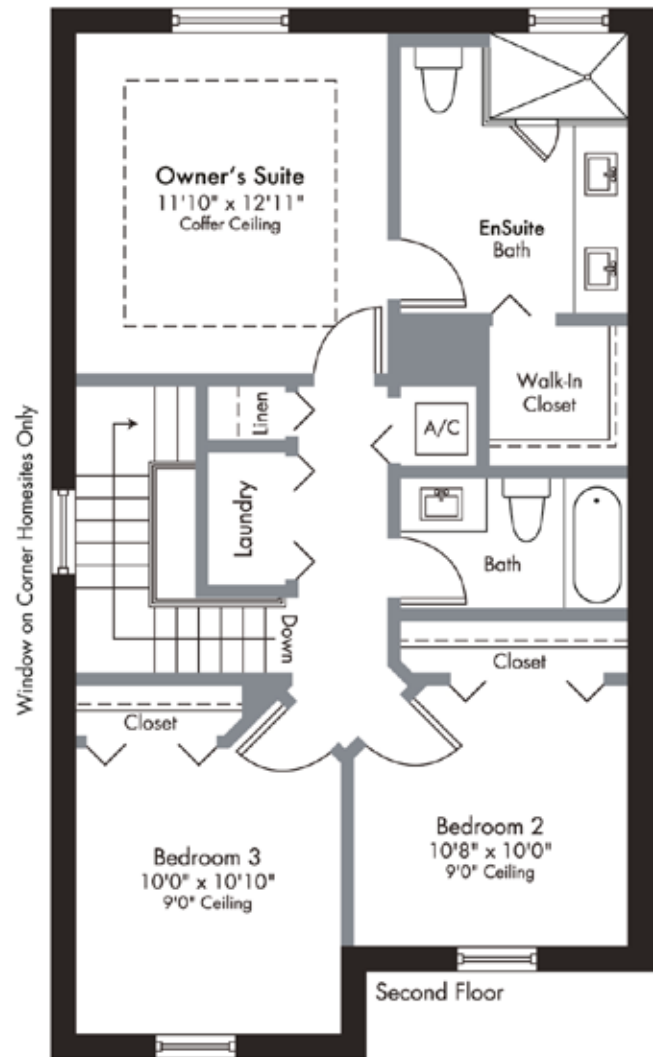 Owner's Suite
11'10" x 12'11"
Coffer Ceiling
EnSuite
Bath
Walk-In
Closet
Linen
A/C
Laundry
Bath
Window on Corner Homesites Only
Down
Closet
Closet
Bedroom 3
10'0" x 10'10"
9'0" Ceiling
Bedroom 2
10'8" x 10'0"
9'0" Ceiling
Second Floor